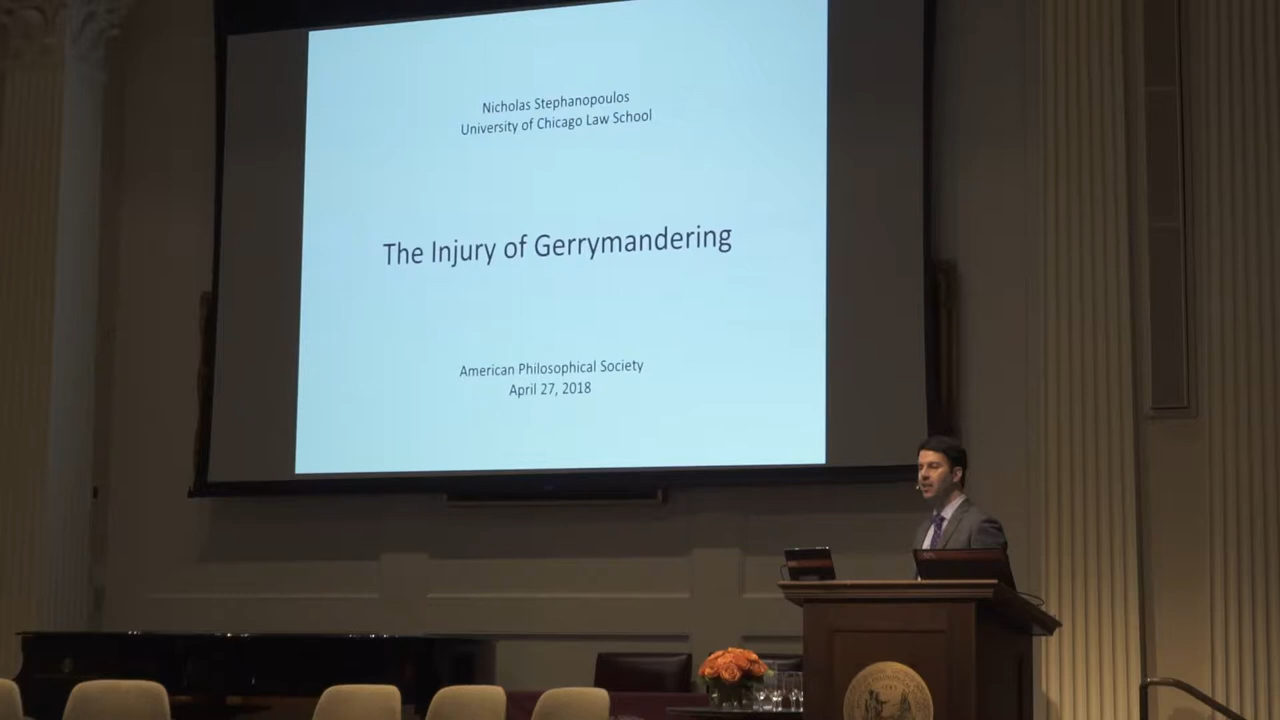 Nicholas Stephanopoulos
University of Chicago Law School
The Injury of Gerrymandering
American Philosophical Society
April 27, 2018